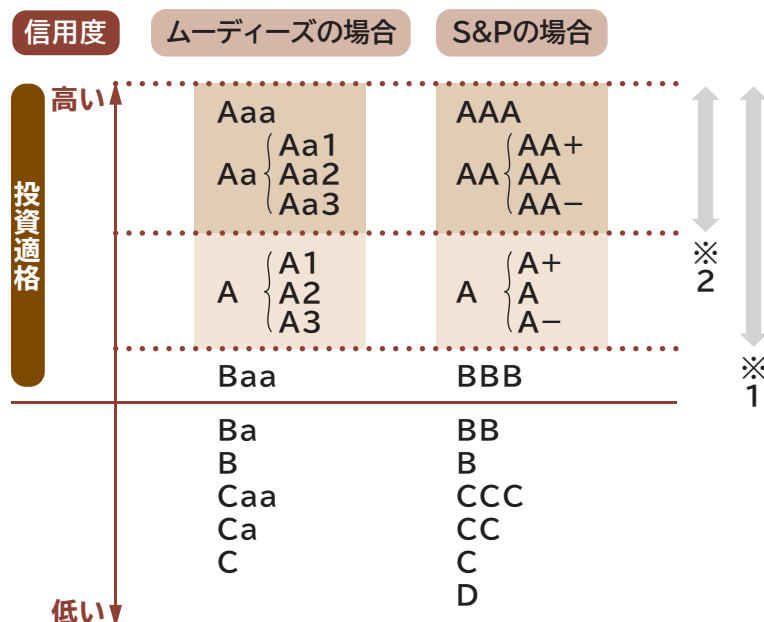 信用度 ムーディーズの場合 S&Pの場合
高い
投資適格
Aaa AAA
Aa1 AA+
Aa Aa2 AA AA
Aa3 AA−
※2
A1 A+
A A2 A A
A3 A−
※1
Baa BBB
Ba BB
B B
Caa CCC
Ca CC
C C
D
低い